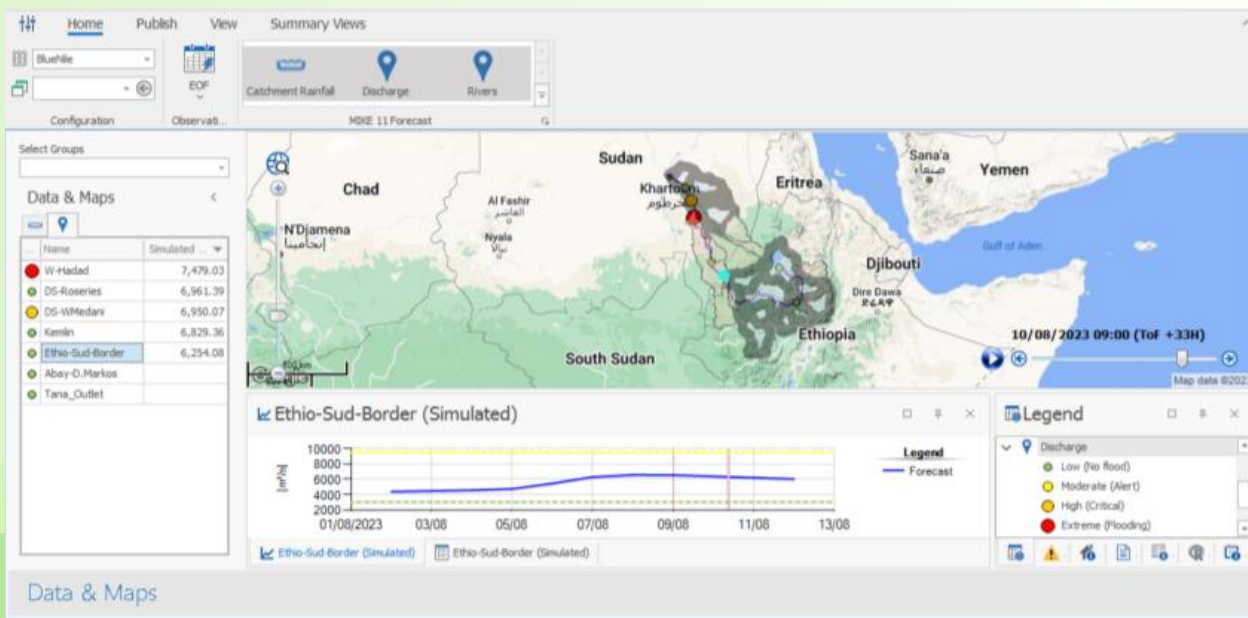 Home Publish View Summary Views
BlueNile
EOF
Catchment Rainfall Discharge Rivers
Configuration Observati... MIKE 11 Forecast
Select Groups
Data & Maps
Name Simulated ...
W-Hadad 7,479.03
DS-Roseries 6,961.39
DS-WMedani 6,950.07
Kemlin 6,829.36
Ethio-Sud-Border 6,254.08
Abay-D.Markos
Tana_Outlet
Sudan
Chad
Khartoum
الخرطوم
Eritrea
Sana'a
صنعاء
Yemen
Al Fashir
الفاشر
N'Djamena
إنجامينا
Nyala
نيالا
Gulf of Aden
Djibouti
Dire Dawa
ድሬዳዋ
Ethiopia
South Sudan
10/08/2023 09:00 (ToF +33H)
Map data ©202
Ethio-Sud-Border (Simulated)
10000
8000
6000
4000
2000
[m³/s]
01/08/2023 03/08 05/08 07/08 09/08 11/08 13/08
Legend
Forecast
Ethio-Sud-Border (Simulated) Ethio-Sud-Border (Simulated)
Legend
Discharge
Low (No flood)
Moderate (Alert)
High (Critical)
Extreme (Flooding)
Data & Maps